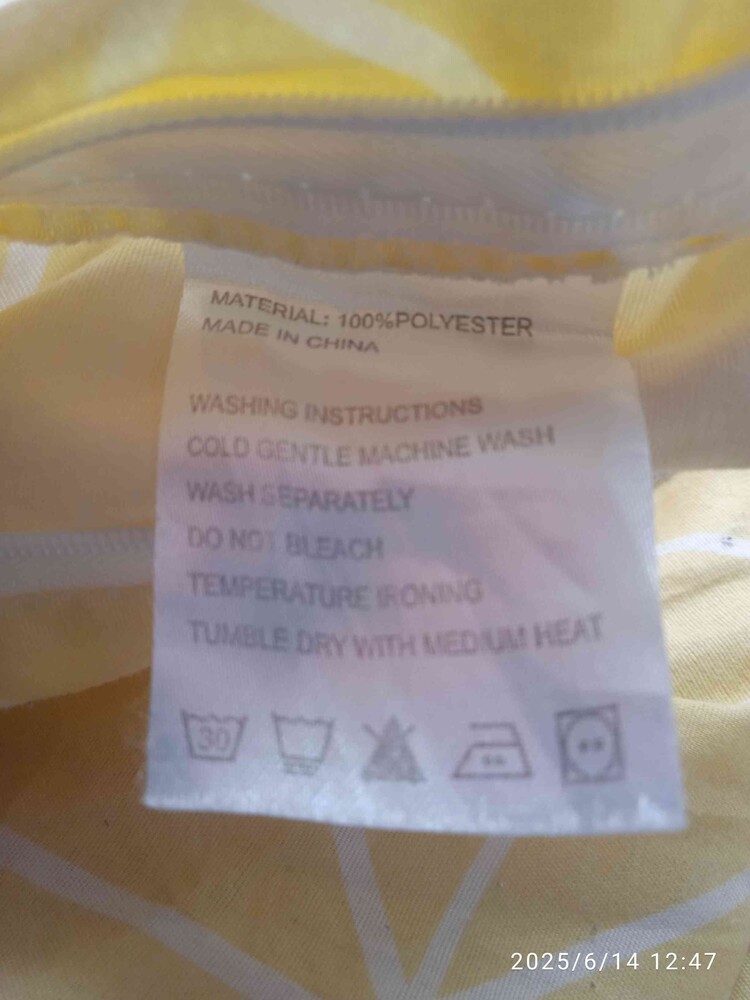 MATERIAL: 100%POLYESTER
MADE IN CHINA
WASHING INSTRUCTIONS
COLD GENTLE MACHINE WASH
WASH SEPARATELY
DO NOT BLEACH
TEMPERATURE IRONING
TUMBLE DRY WITH MEDIUM HEAT
30
2025/6/14 12:47